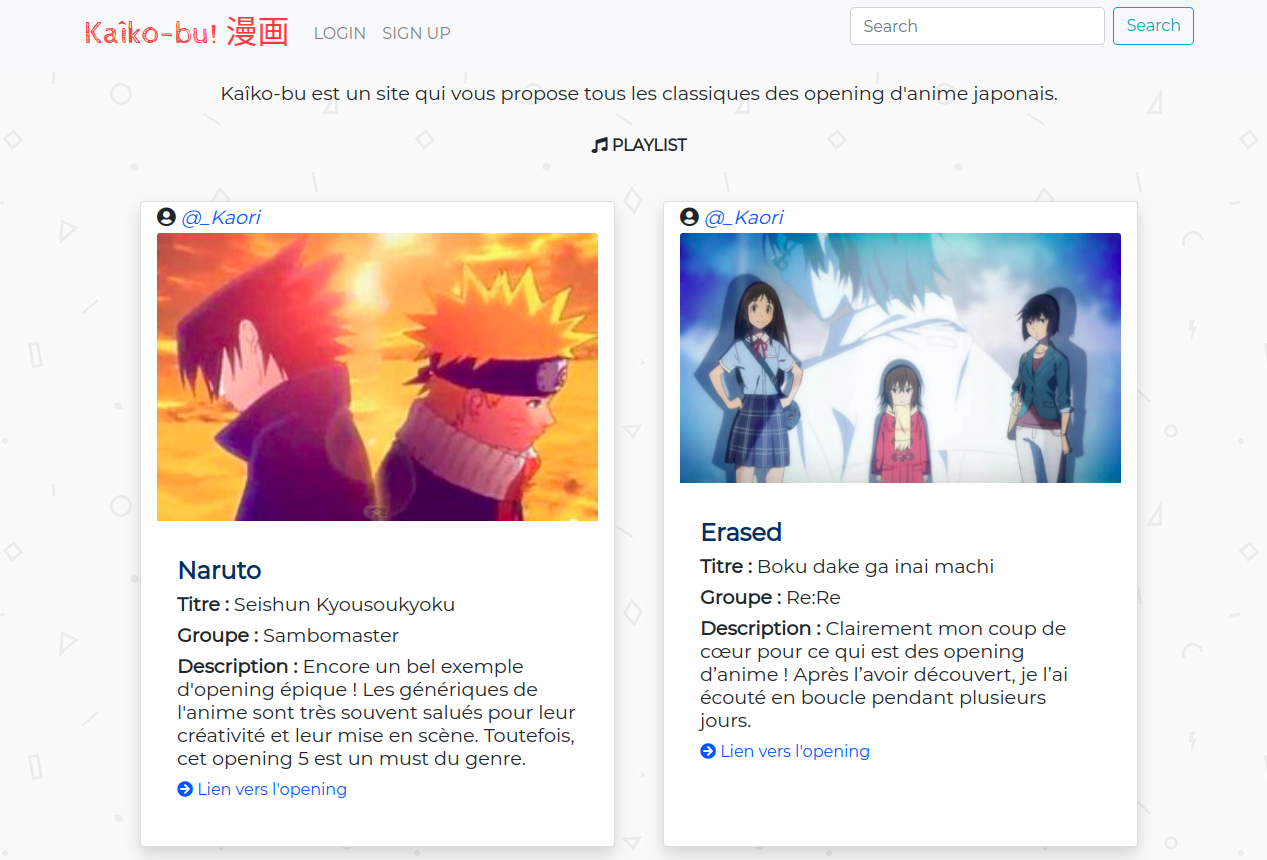 Kaîko-bu! 漫画 LOGIN SIGN UP Search Search
Kaîko-bu est un site qui vous propose tous les classiques des opening d'anime japonais.
PLAYLIST
@_Kaori
Naruto
Titre : Seishun Kyousoukyoku
Groupe : Sambomaster
Description : Encore un bel exemple
d'opening épique ! Les génériques de
l'anime sont très souvent salués pour leur
créativité et leur mise en scène. Toutefois,
cet opening 5 est un must du genre.
Lien vers l'opening
@_Kaori
Erased
Titre : Boku dake ga inai machi
Groupe : Re:Re
Description : Clairement mon coup de
cœur pour ce qui est des opening
d’anime ! Après l’avoir découvert, je l’ai
écouté en boucle pendant plusieurs
jours.
Lien vers l'opening